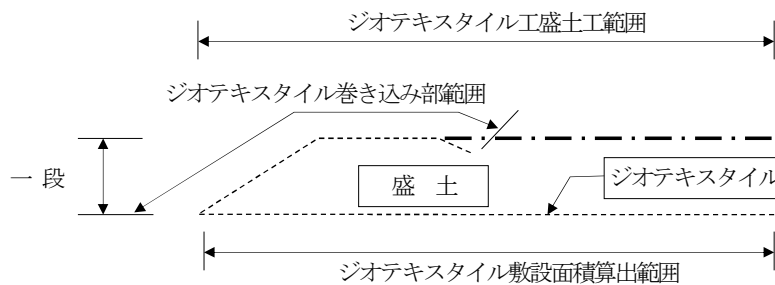 ジオテキスタイル工盛土工範囲
ジオテキスタイル巻き込み部範囲
一 段
盛 土
ジオテキスタイル
ジオテキスタイル敷設面積算出範囲